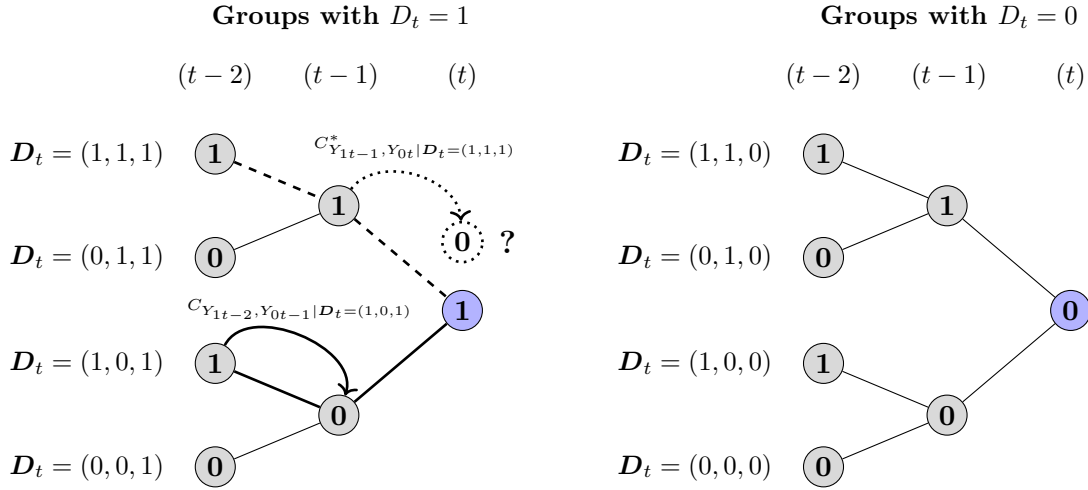 Groups with D_t = 1
Groups with D_t = 0
(t − 2) (t − 1) (t)
(t − 2) (t − 1) (t)
C*_{Y_{1t−1},Y_{0t}|D_t=(1,1,1)}
D_t = (1, 1, 1) 1
D_t = (1, 1, 0) 1
1
1
0 ?
D_t = (0, 1, 1) 0
D_t = (0, 1, 0) 0
C_{Y_{1t−2},Y_{0t−1}|D_t=(1,0,1)}
1
0
D_t = (1, 0, 1) 1
D_t = (1, 0, 0) 1
0
0
D_t = (0, 0, 1) 0
D_t = (0, 0, 0) 0